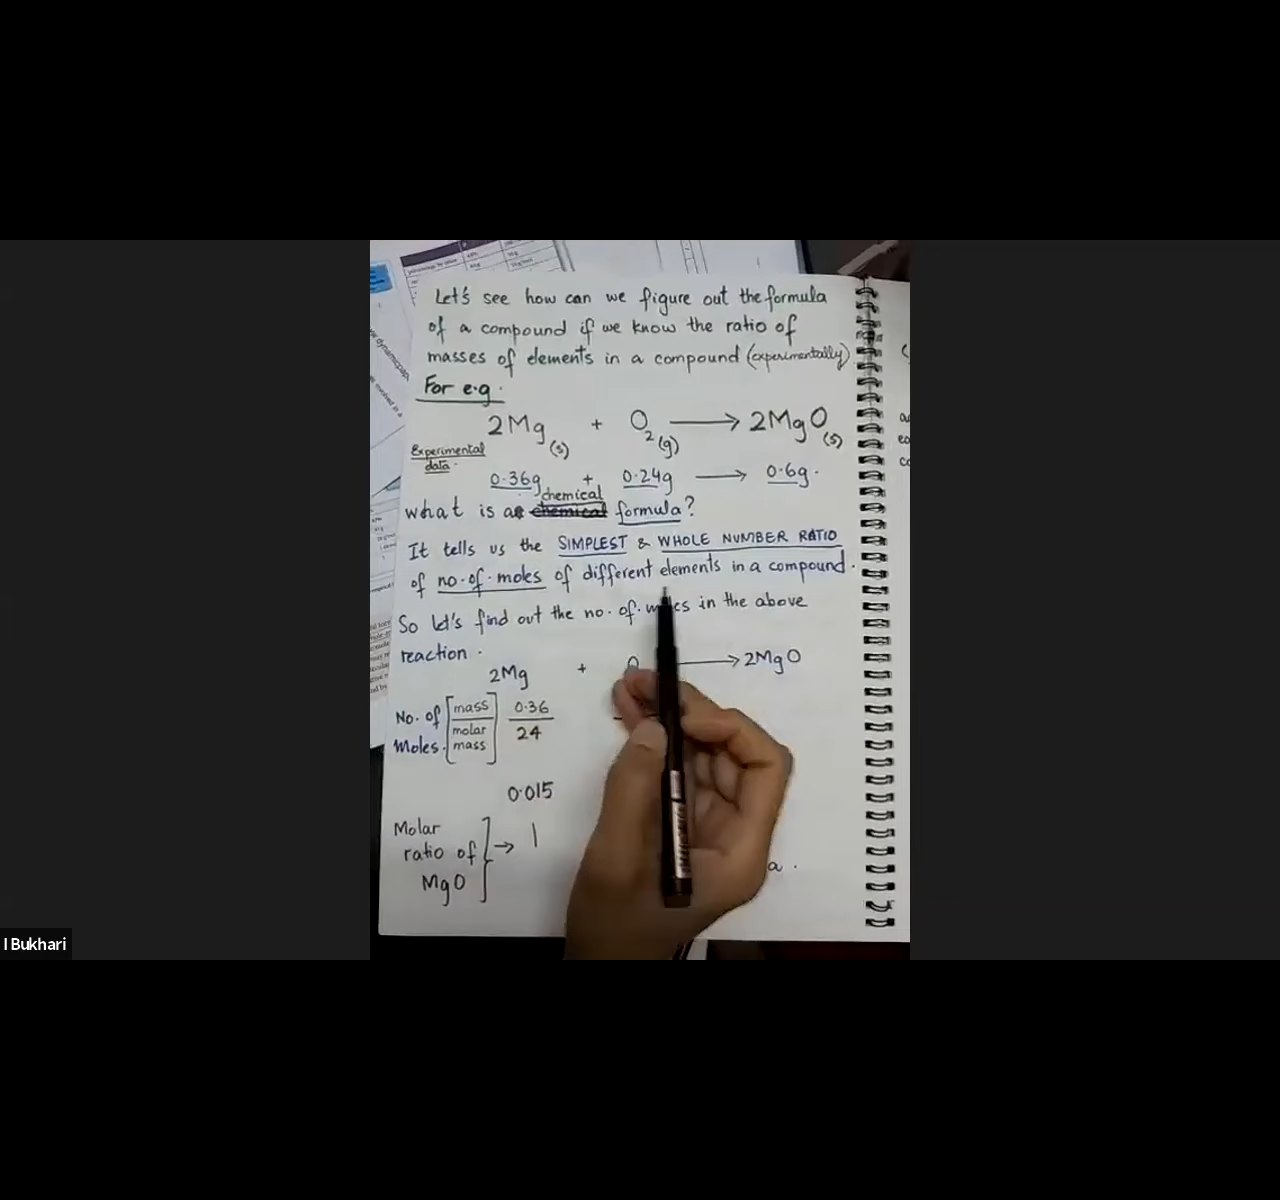 Let's see how can we figure out the formula
of a compound if we know the ratio of
masses of elements in a compound (experimentally)
For e.g.
2Mg(s) + O2(g) → 2MgO(s)
Experimental
data.
0.36g + 0.24g → 0.6g.
chemical
what is a formula?
It tells us the SIMPLEST & WHOLE NUMBER RATIO
of no. of. moles of different elements in a compound.
So let's find out the no. of. moles in the above
reaction.
2Mg + O → 2MgO
No. of Moles. [mass / molar mass] 0.36 / 24
0.015
Molar
ratio of → 1
MgO
a.
I Bukhari